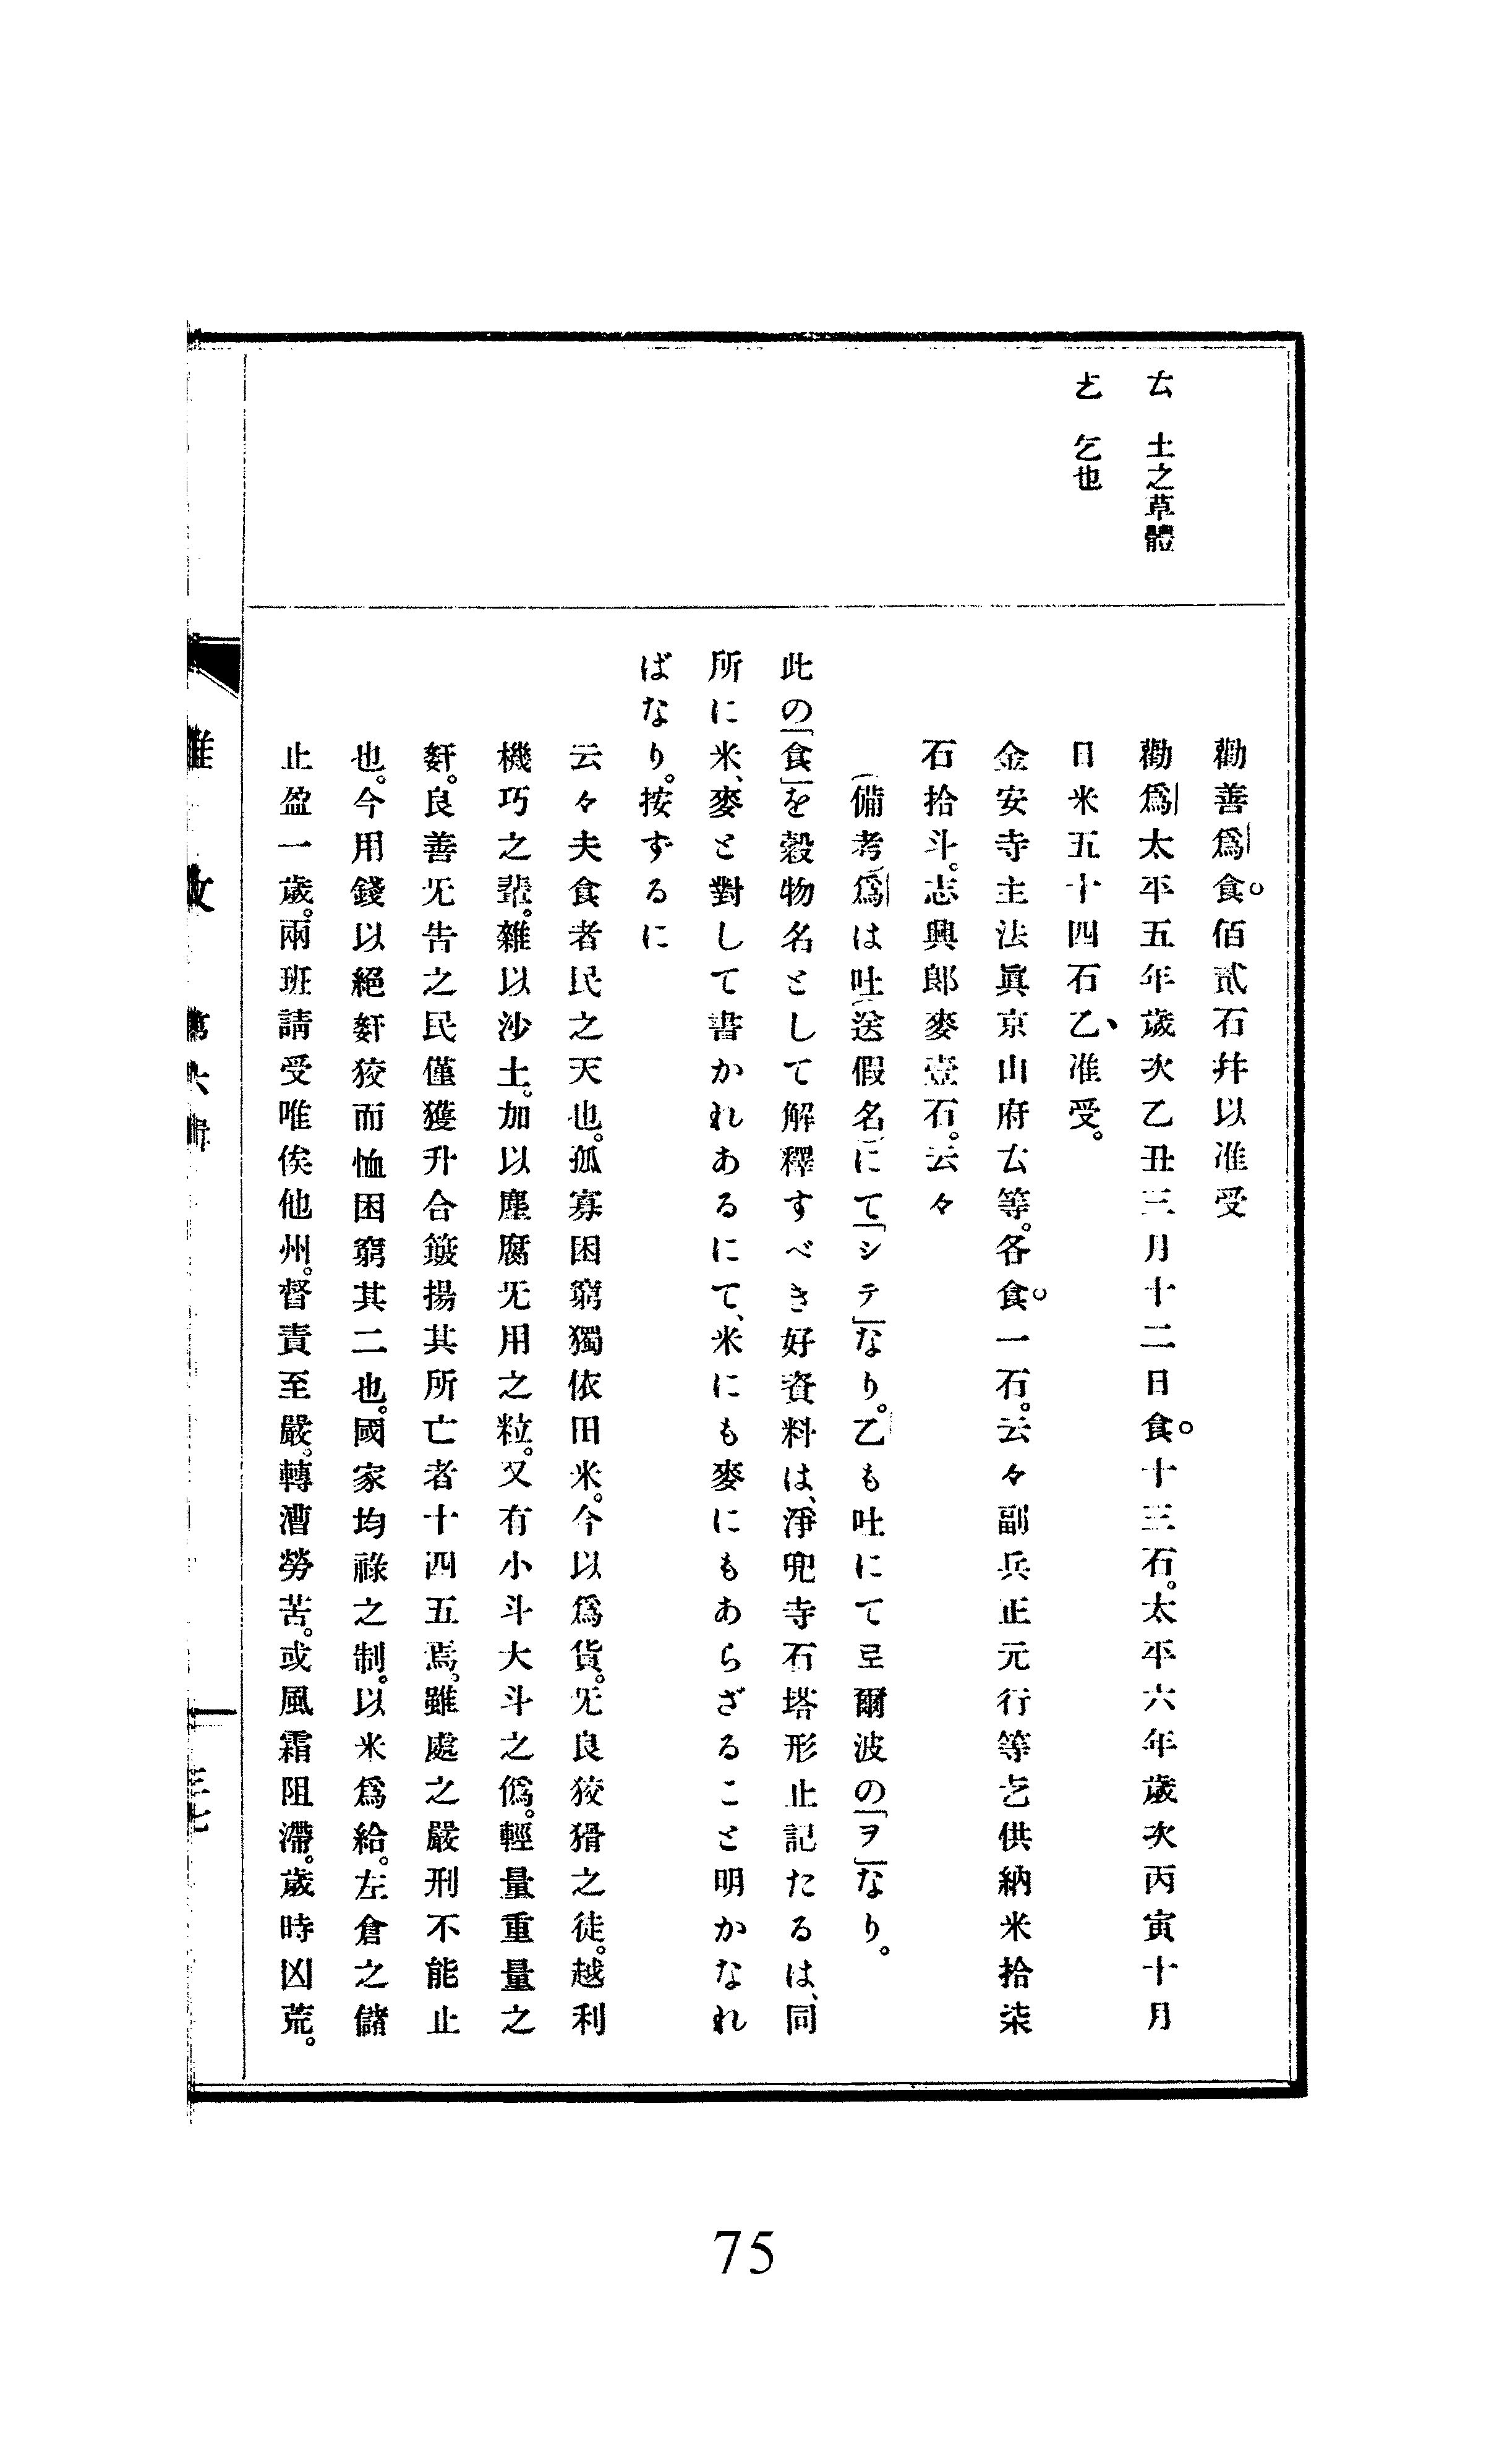 厷　土之草體
𠫓　乞也
勸善爲食佰貳石幷以准受
勸爲太平五年歲次乙丑三月十二日食十三石。太平六年歲次丙寅十月
日米五十四石乙、准受。
金安寺主法眞京山府厷等。各食一石。云々副兵正元行等乞供納米拾柒
石拾斗。志興郞麥壹石。云々
（備考）爲は吐（送假名）にて「シテ」なり。乙も吐にて로爾波の「ヲ」なり。
此の「食」を穀物名として解釋すべき好資料は、淨兜寺石塔形止記たるは、同
所に米、麥と對して書かれあるにて、米にも麥にもあらざること明かなれ
ばなり。按ずるに
云々夫食者民之天也。孤寡困窮獨依田米。今以爲貨。无良狡猾之徒。越利
機巧之輩。雜以沙土。加以塵腐无用之粒。又有小斗大斗之僞。輕量重量之
姧。良善无告之民僅獲升合簸揚其所亡者十四五焉。雖處之嚴刑不能止
也。今用錢以絕姧狡而恤困窮其二也。國家均祿之制。以米爲給。左倉之儲
止盈一歲。兩班請受唯俟他州。督責至嚴。轉漕勞苦。或風霜阻滯。歲時凶荒。
雜攷　第六輯
三七
75